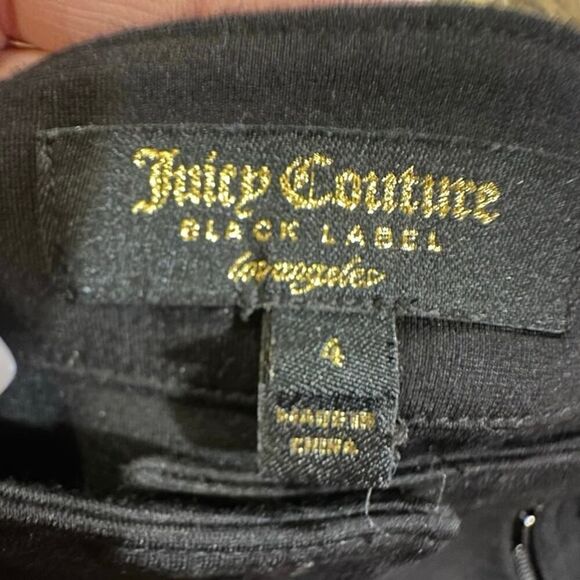 Juicy Couture
BLACK LABEL
los angeles
4
MADE IN
CHINA